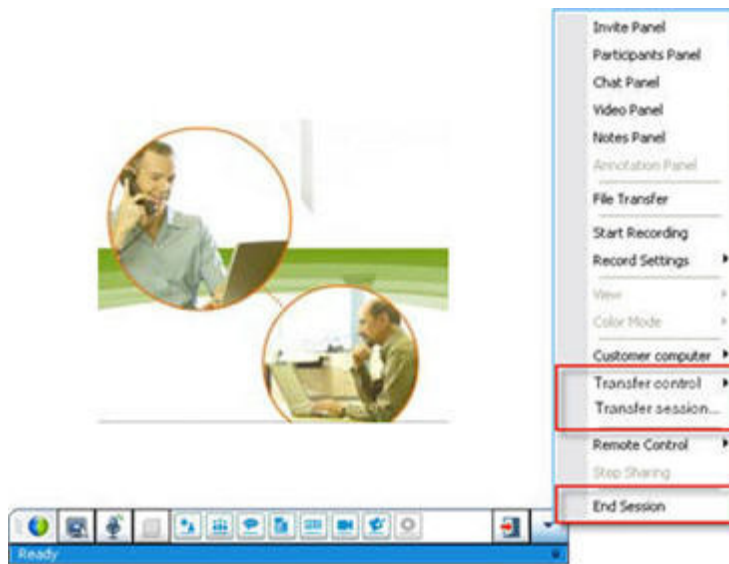 Invite Panel
Participants Panel
Chat Panel
Video Panel
Notes Panel
Annotation Panel
File Transfer
Start Recording
Record Settings
View
Color Mode
Customer computer
Transfer control
Transfer session...
Remote Control
Stop Sharing
End Session
Ready